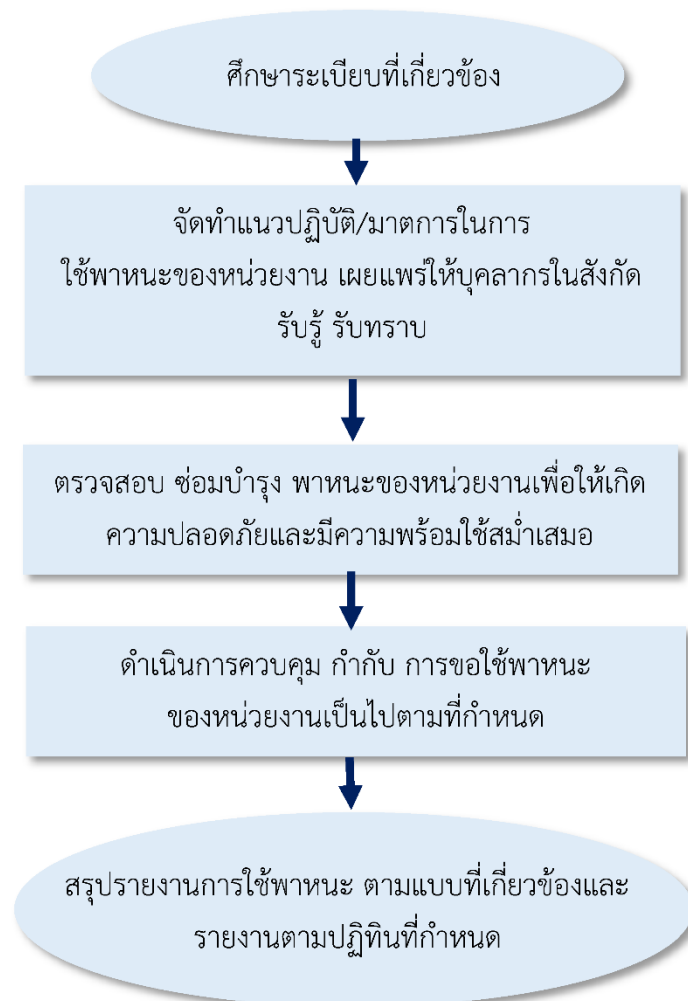 ศึกษาระเบียบที่เกี่ยวข้อง
จัดทำแนวปฏิบัติ/มาตการในการ
ใช้พาหนะของหน่วยงาน เผยแพร่ให้บุคลากรในสังกัด
รับรู้ รับทราบ
ตรวจสอบ ซ่อมบำรุง พาหนะของหน่วยงานเพื่อให้เกิด
ความปลอดภัยและมีความพร้อมใช้สม่ำเสมอ
ดำเนินการควบคุม กำกับ การขอใช้พาหนะ
ของหน่วยงานเป็นไปตามที่กำหนด
สรุปรายงานการใช้พาหนะ ตามแบบที่เกี่ยวข้องและ
รายงานตามปฏิทินที่กำหนด